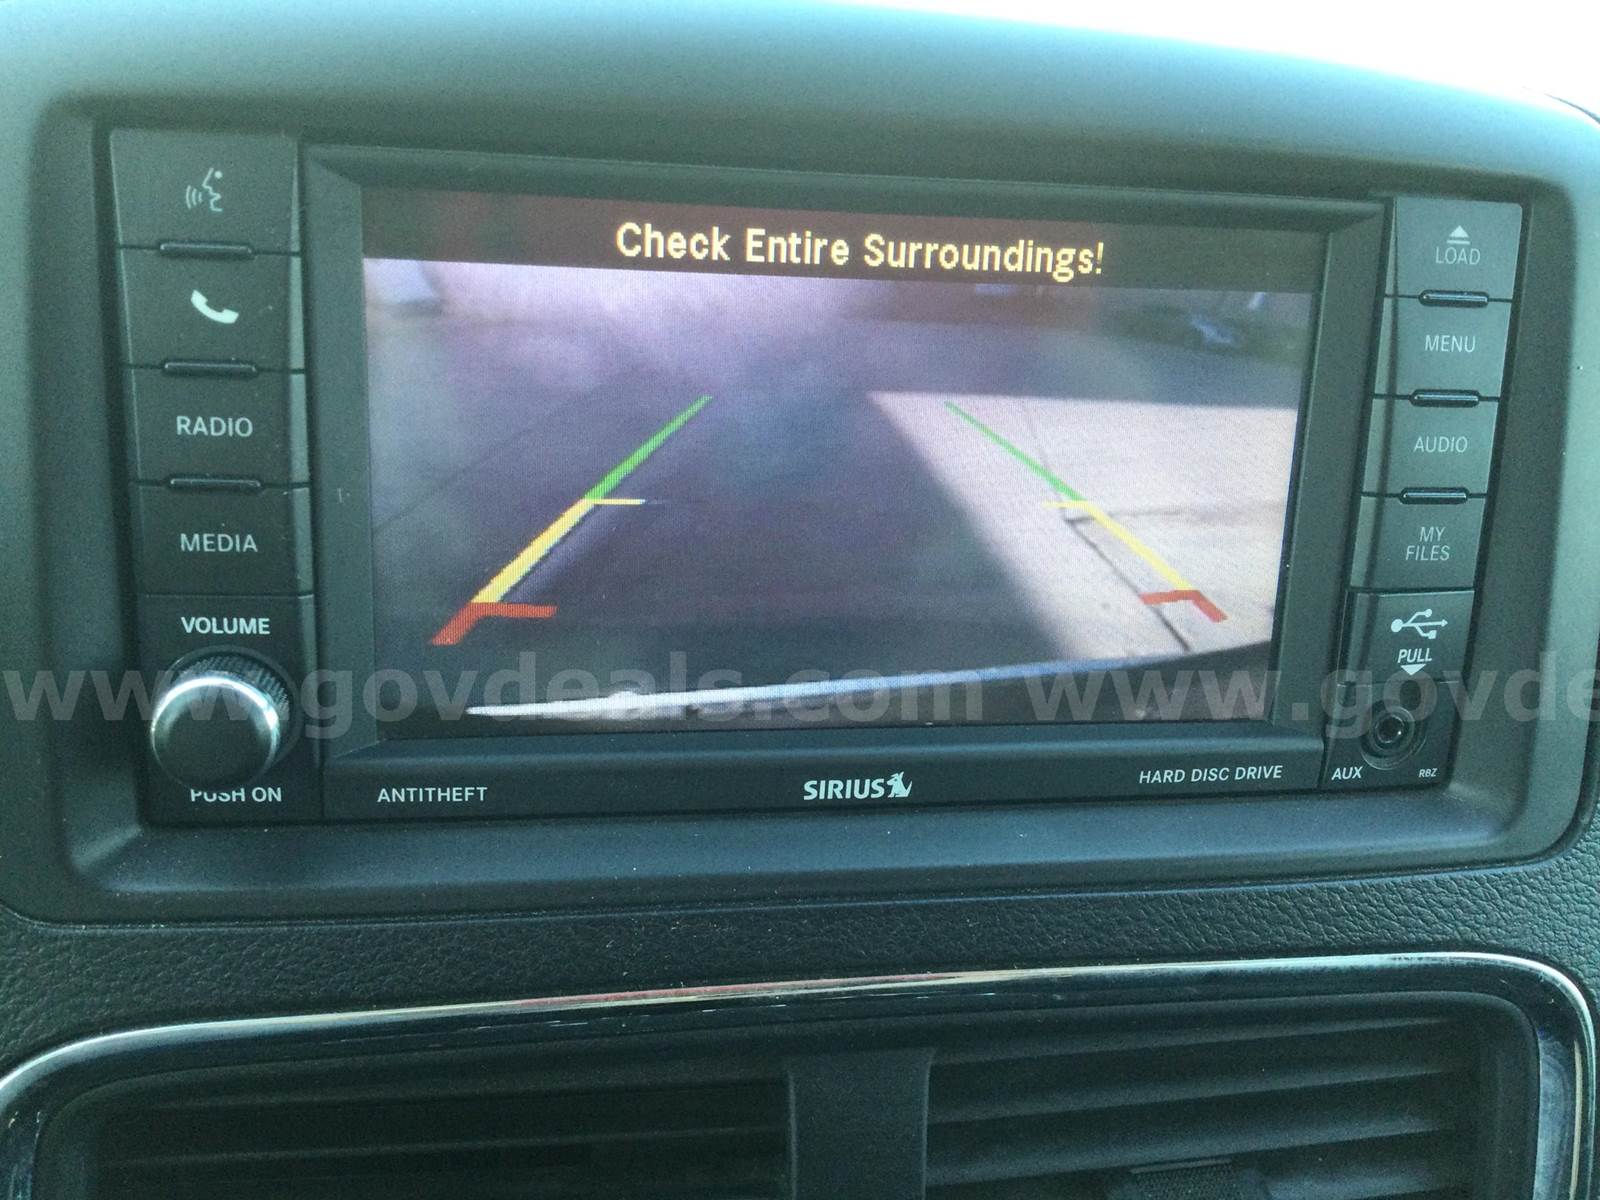 Check Entire Surroundings!
LOAD
MENU
RADIO
AUDIO
MEDIA
MY
FILES
VOLUME
PULL
www.govdeals.com www.govde
PUSH ON
ANTITHEFT
SIRIUS
HARD DISC DRIVE
AUX
RBZ